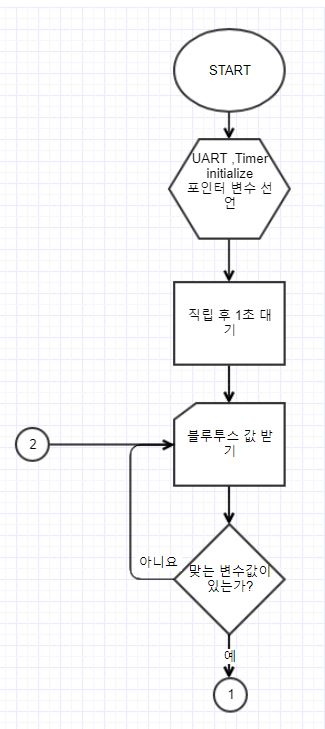 START
UART ,Timer
initialize
포인터 변수 선
언
직립 후 1초 대
기
블루투스 값 받
기
2
아니요
맞는 변수값이
있는가?
예
1